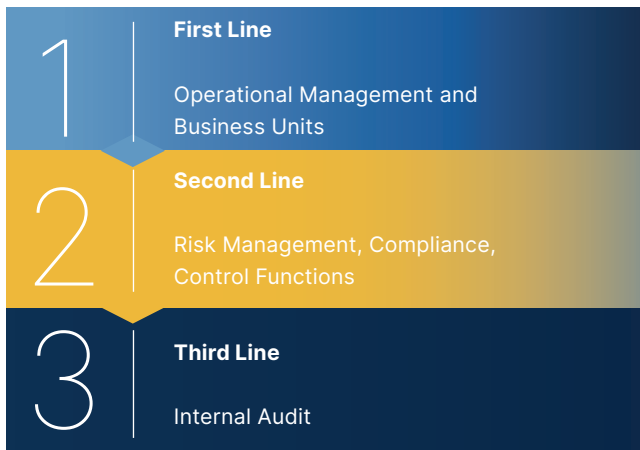 1
First Line
Operational Management and
Business Units
2
Second Line
Risk Management, Compliance,
Control Functions
3
Third Line
Internal Audit